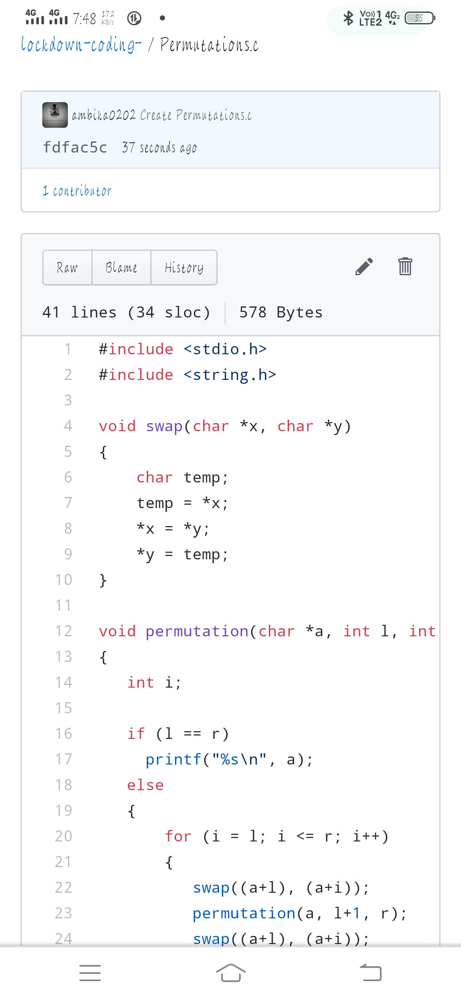 4G 4G 7:48 17.2 KB/s Vo)) 1 LTE2 4G2 55
lockdown-coding- / Permutations.c
ambika0202 Create Permutations.c
fdfac5c 37 seconds ago
1 contributor
Raw Blame History
41 lines (34 sloc) 578 Bytes
1 #include <stdio.h>
2 #include <string.h>
3
4 void swap(char *x, char *y)
5 {
6     char temp;
7     temp = *x;
8     *x = *y;
9     *y = temp;
10 }
11
12 void permutation(char *a, int l, int
13 {
14    int i;
15
16    if (l == r)
17      printf("%s\n", a);
18    else
19    {
20        for (i = l; i <= r; i++)
21        {
22           swap((a+l), (a+i));
23           permutation(a, l+1, r);
24           swap((a+l), (a+i));